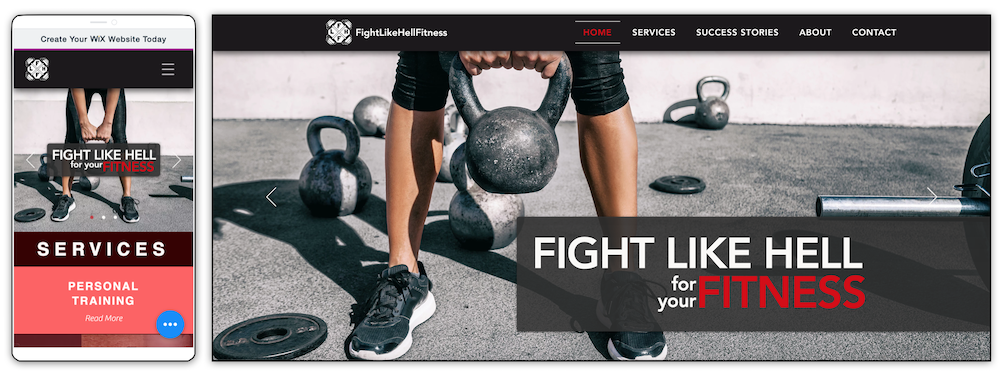 Create Your WiX Website Today
FIGHT LIKE HELL
for your FITNESS
SERVICES
PERSONAL
TRAINING
Read More
FightLikeHellFitness
HOME SERVICES SUCCESS STORIES ABOUT CONTACT
FIGHT LIKE HELL
for
your FITNESS